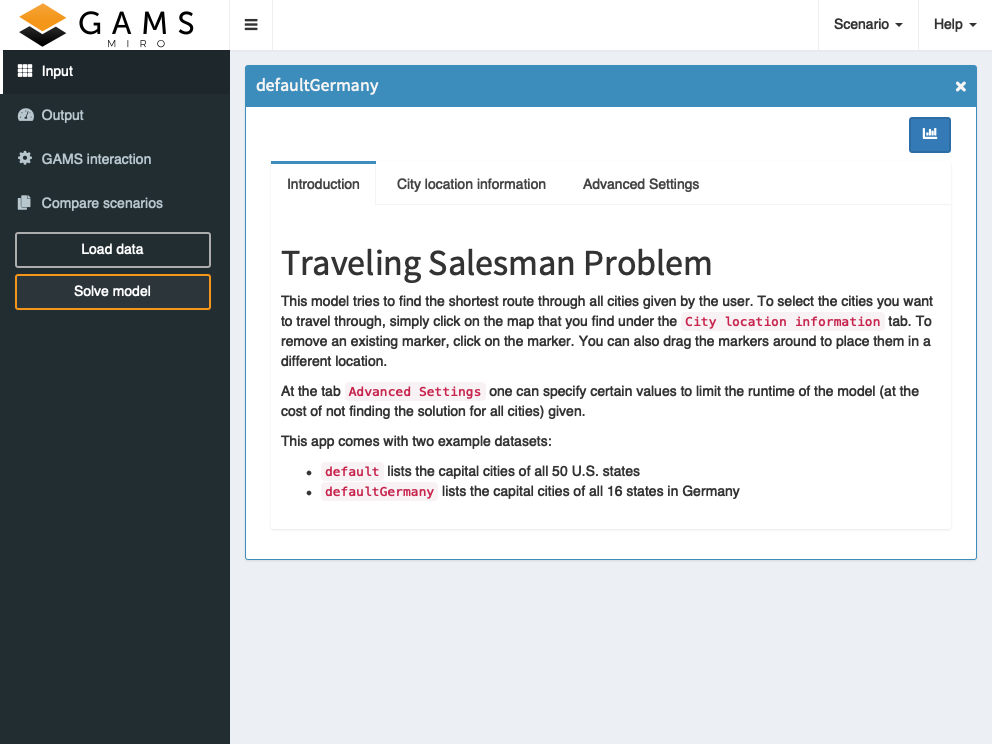 GAMS
MIRO
Scenario
Help
Input
Output
GAMS interaction
Compare scenarios
Load data
Solve model
defaultGermany
Introduction
City location information
Advanced Settings
Traveling Salesman Problem
This model tries to find the shortest route through all cities given by the user. To select the cities you want
to travel through, simply click on the map that you find under the City location information tab. To
remove an existing marker, click on the marker. You can also drag the markers around to place them in a
different location.
At the tab Advanced Settings one can specify certain values to limit the runtime of the model (at the
cost of not finding the solution for all cities) given.
This app comes with two example datasets:
• default lists the capital cities of all 50 U.S. states
• defaultGermany lists the capital cities of all 16 states in Germany